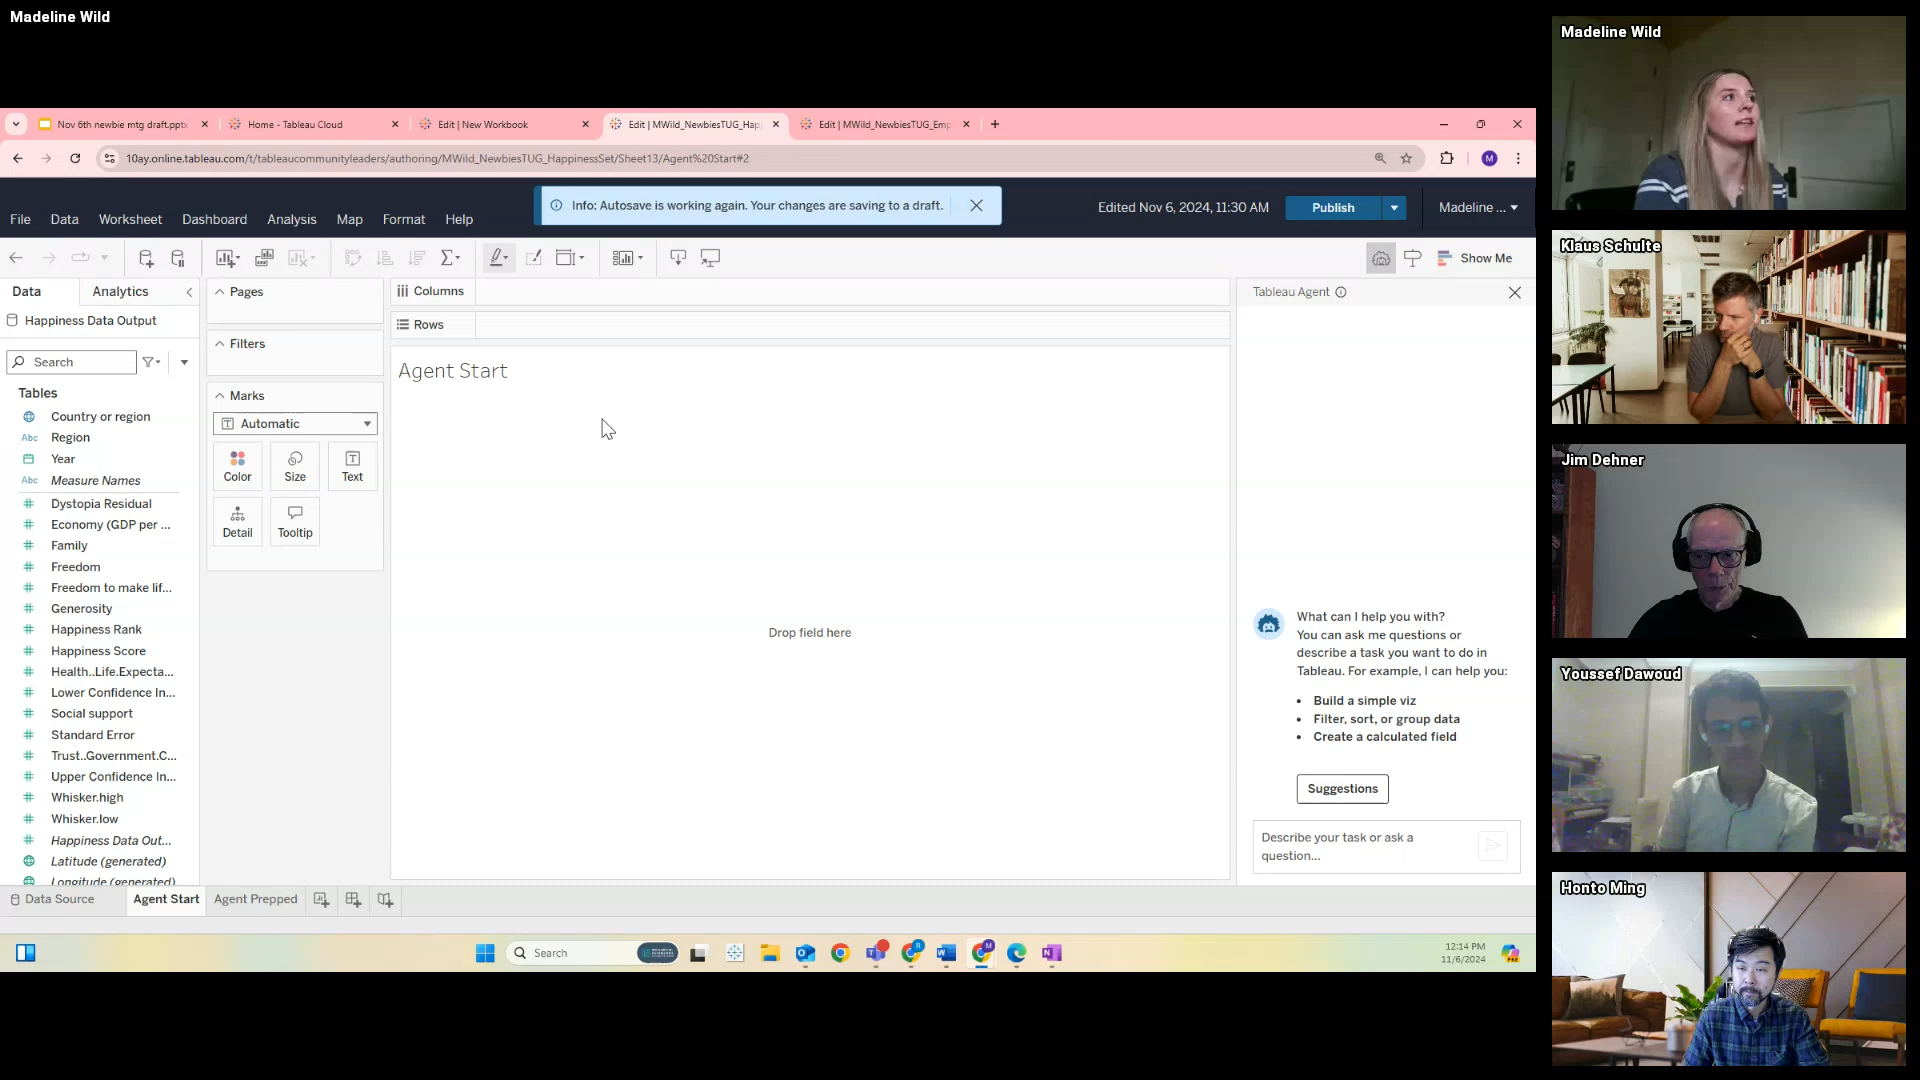 Madeline Wild
Nov 6th newbie mtg draft.pptx
Home - Tableau Cloud
Edit | New Workbook
Edit | MWild_NewbiesTUG_Hap
Edit | MWild_NewbiesTUG_Emp
10ay.online.tableau.com/t/tableaucommunityleaders/authoring/MWild_NewbiesTUG_HappinessSet/Sheet13/Agent%20Start#2
M
Info: Autosave is working again. Your changes are saving to a draft.
Edited Nov 6, 2024, 11:30 AM
Publish
Madeline ...
File
Data
Worksheet
Dashboard
Analysis
Map
Format
Help
Show Me
Data
Analytics
Happiness Data Output
Search
Tables
Country or region
Abc Region
Year
Abc Measure Names
Dystopia Residual
Economy (GDP per ...
Family
Freedom
Freedom to make lif...
Generosity
Happiness Rank
Happiness Score
Health..Life.Expecta...
Lower Confidence In...
Social support
Standard Error
Trust..Government.C...
Upper Confidence In...
Whisker.high
Whisker.low
Happiness Data Out...
Latitude (generated)
Longitude (generated)
Pages
Filters
Marks
Automatic
Color
Size
Text
Detail
Tooltip
Columns
Rows
Agent Start
Drop field here
Tableau Agent
What can I help you with?
You can ask me questions or
describe a task you want to do in
Tableau. For example, I can help you:
• Build a simple viz
• Filter, sort, or group data
• Create a calculated field
Suggestions
Describe your task or ask a
question...
Data Source
Agent Start
Agent Prepped
Search
12:14 PM
11/6/2024
Madeline Wild
Klaus Schulte
Jim Dehner
Youssef Dawoud
Honto Ming